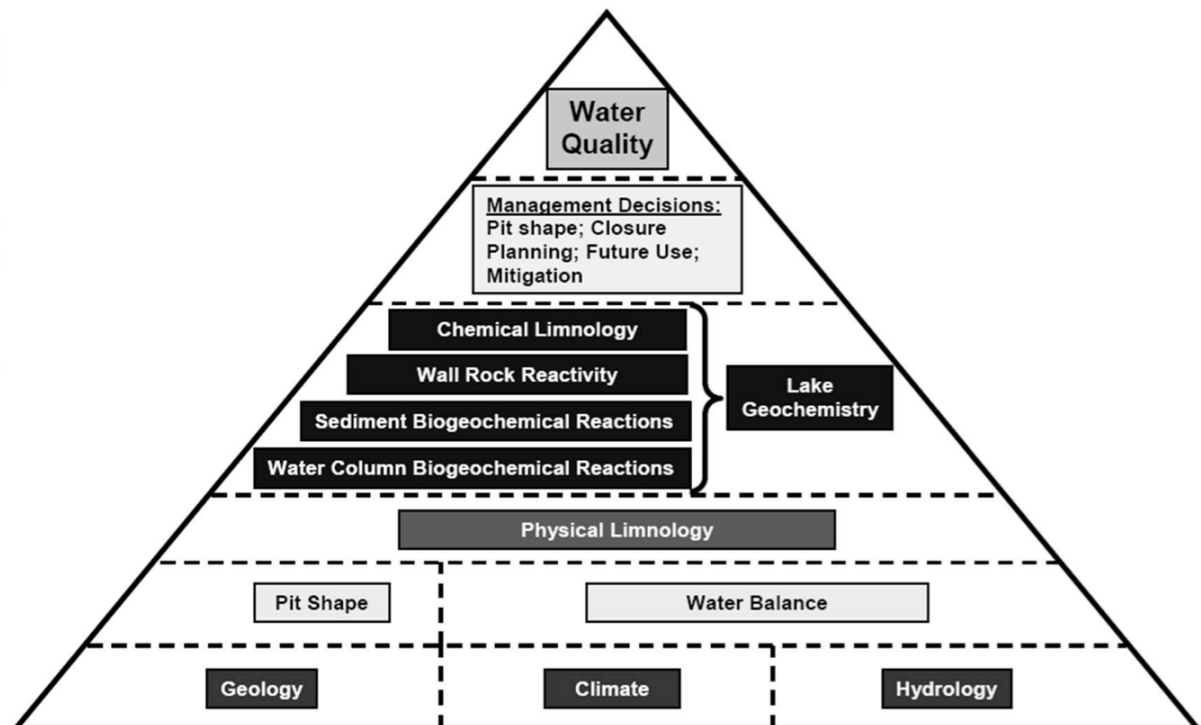 Water
Quality
Management Decisions:
Pit shape; Closure
Planning; Future Use;
Mitigation
Chemical Limnology
Wall Rock Reactivity
Sediment Biogeochemical Reactions
Water Column Biogeochemical Reactions
Lake
Geochemistry
Physical Limnology
Pit Shape
Water Balance
Geology
Climate
Hydrology